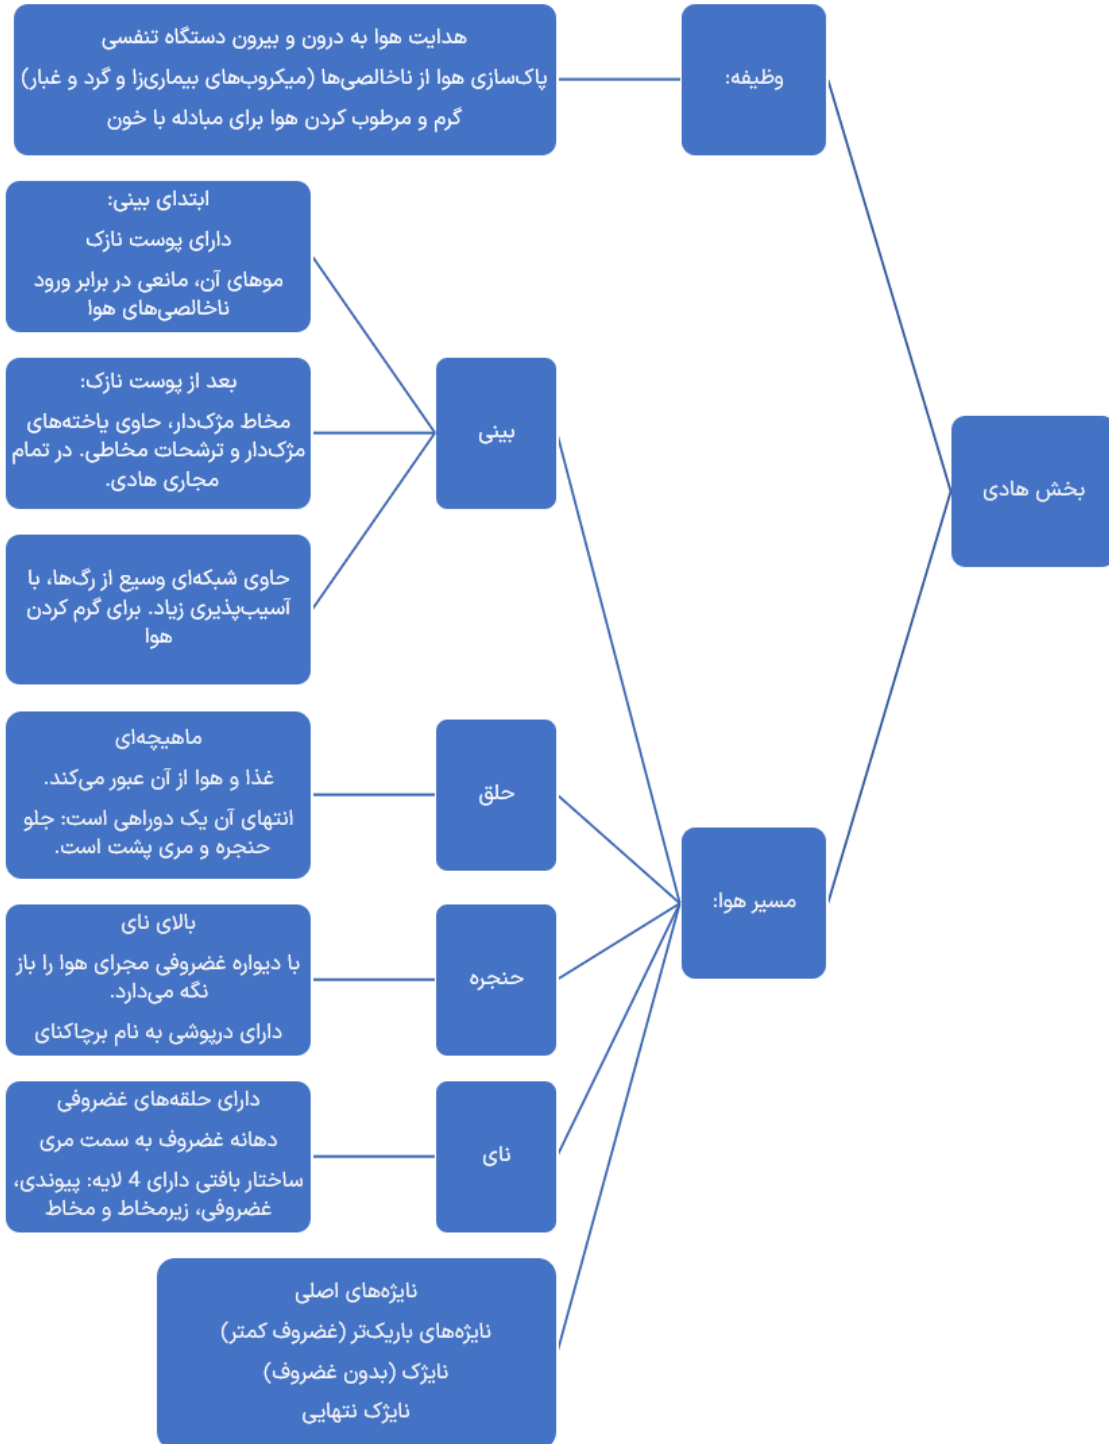 بخش هادی
وظیفه:
هدایت هوا به درون و بیرون دستگاه تنفسی
پاک‌سازی هوا از ناخالصی‌ها (میکروب‌های بیماری‌زا و گرد و غبار)
گرم و مرطوب کردن هوا برای مبادله با خون
مسیر هوا:
بینی
ابتدای بینی:
دارای پوست نازک
موهای آن، مانعی در برابر ورود
ناخالصی‌های هوا
بعد از پوست نازک:
مخاط مژک‌دار، حاوی یاخته‌های
مژک‌دار و ترشحات مخاطی. در تمام
مجاری هادی.
حاوی شبکه‌ای وسیع از رگ‌ها، با
آسیب‌پذیری زیاد. برای گرم کردن
هوا
حلق
ماهیچه‌ای
غذا و هوا از آن عبور می‌کند.
انتهای آن یک دوراهی است: جلو
حنجره و مری پشت است.
حنجره
بالای نای
با دیواره غضروفی مجرای هوا را باز
نگه می‌دارد.
دارای درپوشی به نام برچاکنای
نای
دارای حلقه‌های غضروفی
دهانه غضروف به سمت مری
ساختار بافتی دارای 4 لایه: پیوندی،
غضروفی، زیرمخاط و مخاط
نایژه‌های اصلی
نایژه‌های باریک‌تر (غضروف کمتر)
نایژک (بدون غضروف)
نایژک نتهایی